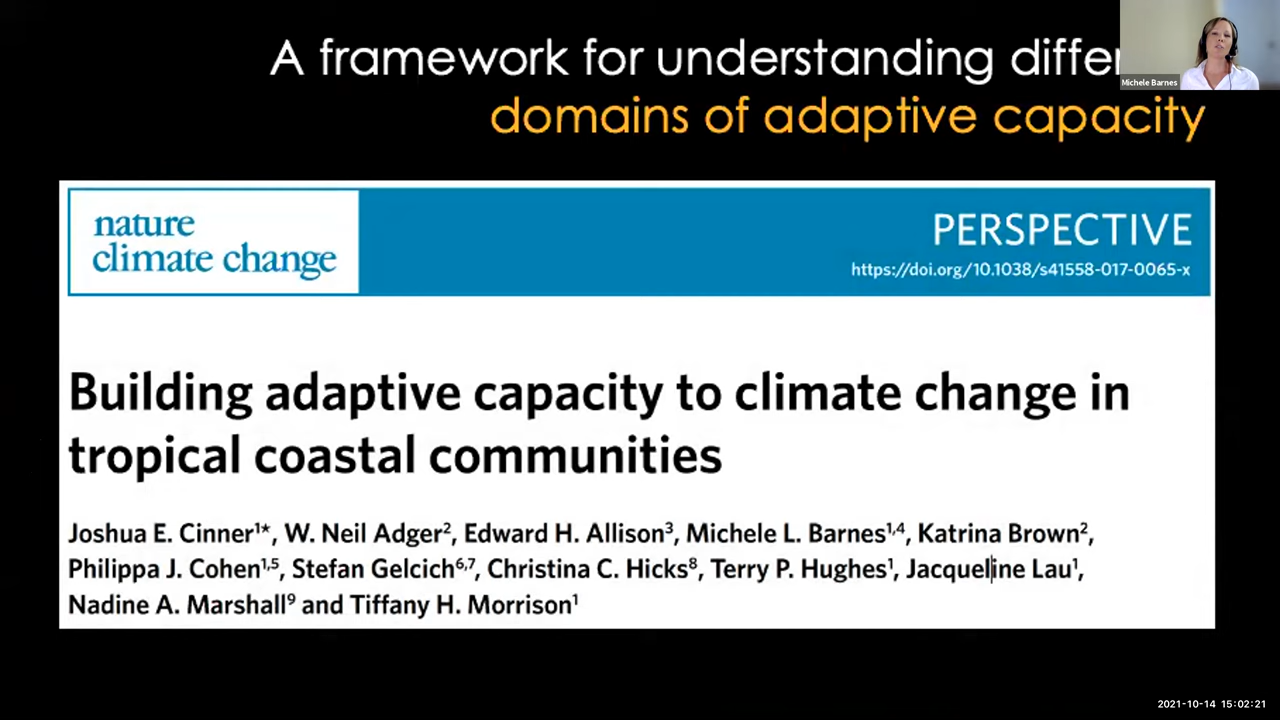 A framework for understanding
domains of adaptive capacity
Michele Barnes
nature
climate change
PERSPECTIVE
https://doi.org/10.1038/s41558-017-0065-x
Building adaptive capacity to climate change in
tropical coastal communities
Joshua E. Cinner¹*, W. Neil Adger², Edward H. Allison³, Michele L. Barnes¹,⁴, Katrina Brown²,
Philippa J. Cohen¹,⁵, Stefan Gelcich⁶,⁷, Christina C. Hicks⁸, Terry P. Hughes¹, Jacqueline Lau¹,
Nadine A. Marshall⁹ and Tiffany H. Morrison¹
2021-10-14 15:02:21